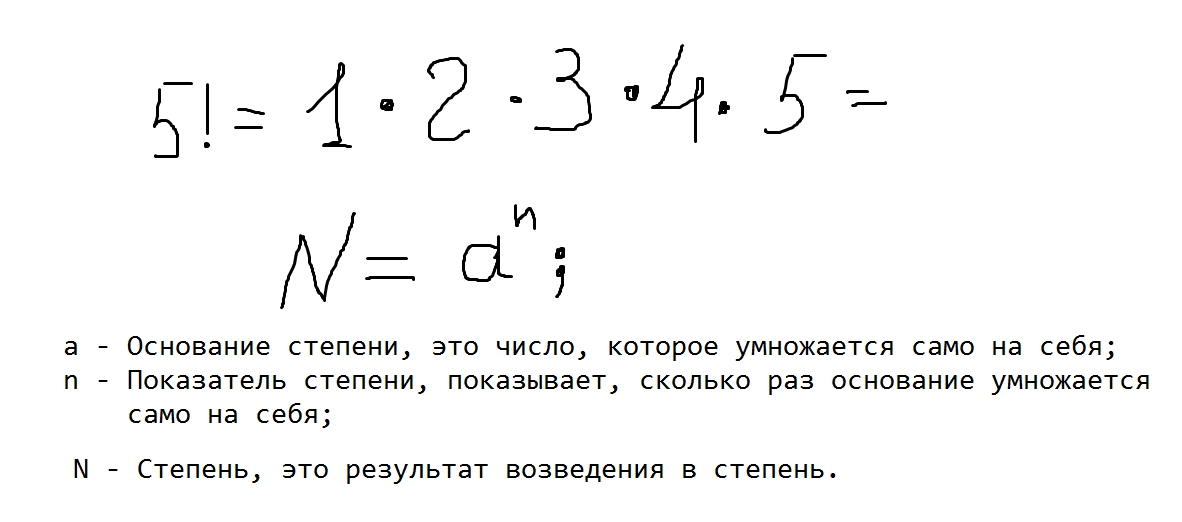 5! = 1 · 2 · 3 · 4 · 5 =
N = aⁿ;
a - Основание степени, это число, которое умножается само на себя;
n - Показатель степени, показывает, сколько раз основание умножается
само на себя;
N - Степень, это результат возведения в степень.